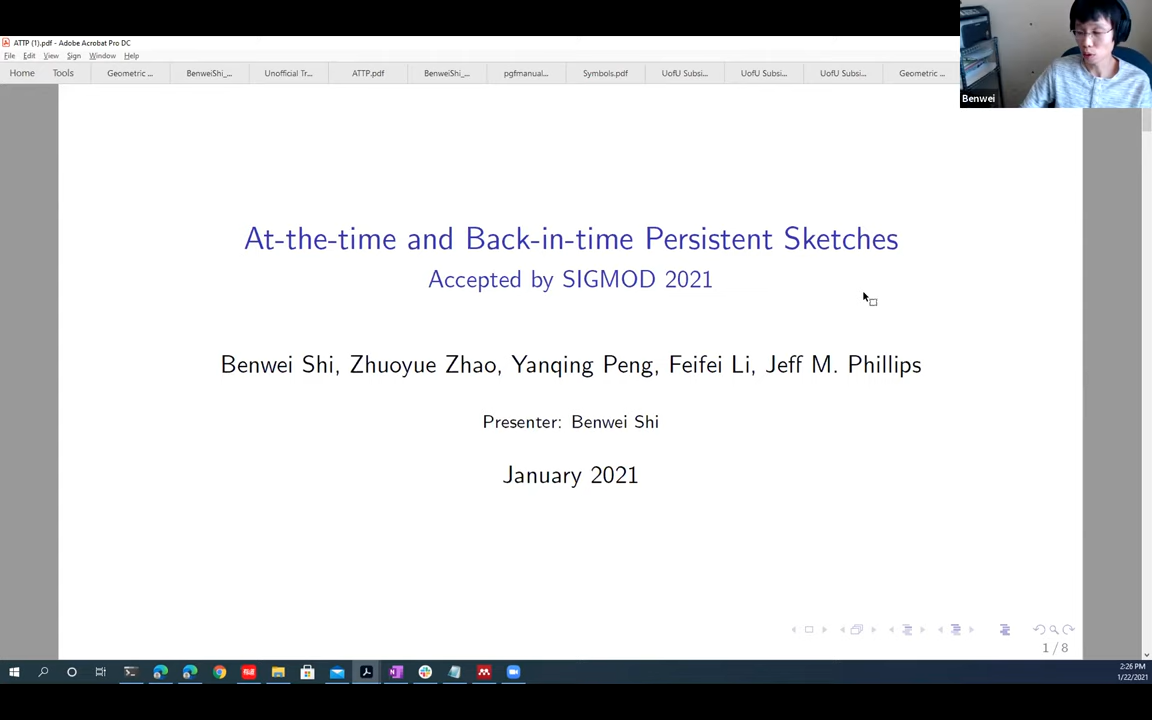 ATTP (1).pdf - Adobe Acrobat Pro DC
File Edit View Sign Window Help
Home Tools Geometric ... BenweiShi_... Unofficial Tr... ATTP.pdf BenweiShi_... pgfmanual... Symbols.pdf UofU Subsi... UofU Subsi... UofU Subsi... Geometric ...
Benwei
At-the-time and Back-in-time Persistent Sketches
Accepted by SIGMOD 2021
Benwei Shi, Zhuoyue Zhao, Yanqing Peng, Feifei Li, Jeff M. Phillips
Presenter: Benwei Shi
January 2021
1 / 8
2:26 PM
1/22/2021